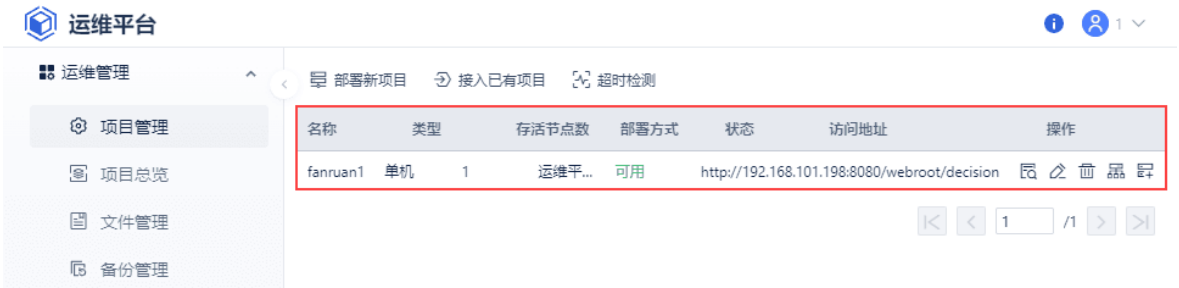 运维平台
1
运维管理
部署新项目 接入已有项目 超时检测
项目管理
名称 类型 存活节点数 部署方式 状态 访问地址 操作
项目总览
fanruan1 单机 1 运维平... 可用 http://192.168.101.198:8080/webroot/decision
文件管理
1 /1
备份管理